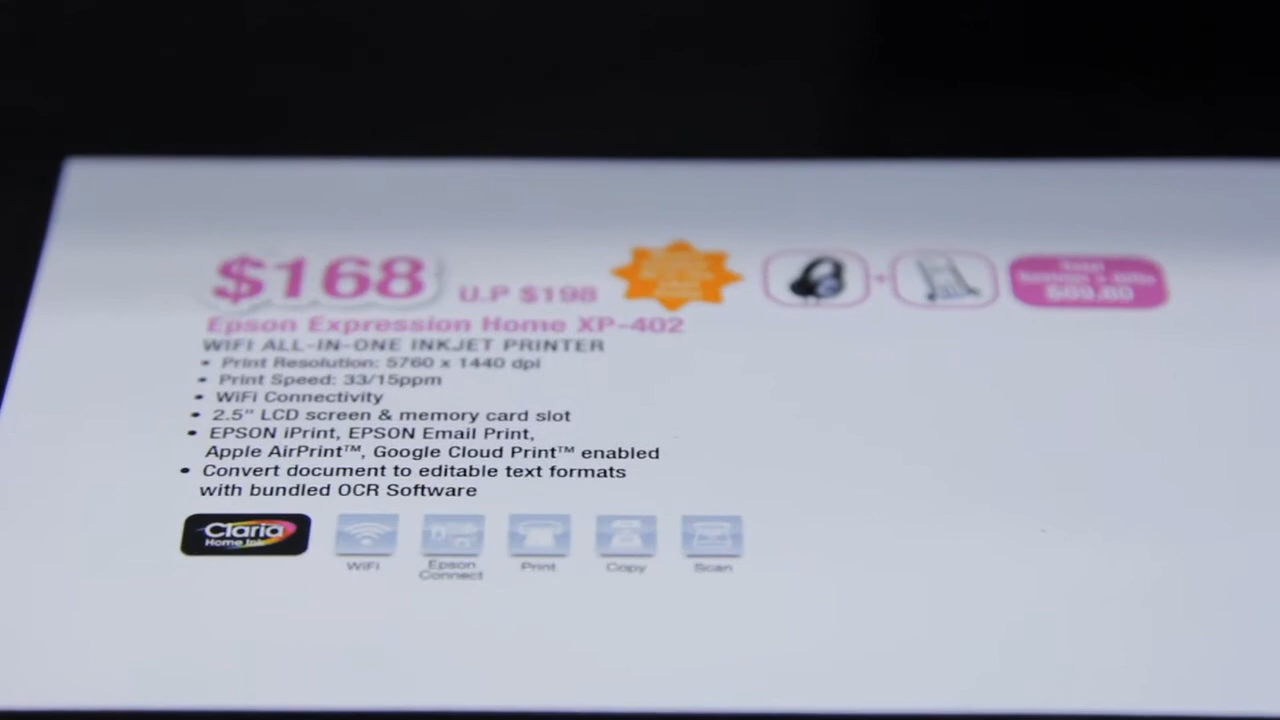 $168 U.P $198
$69.80
Epson Expression Home XP-402
WIFI ALL-IN-ONE INKJET PRINTER
• Print Resolution: 5760 x 1440 dpi
• Print Speed: 33/15ppm
• WiFi Connectivity
• 2.5" LCD screen & memory card slot
• EPSON iPrint, EPSON Email Print,
Apple AirPrint™, Google Cloud Print™ enabled
• Convert document to editable text formats
with bundled OCR Software
Claria
Home Ink
WiFi
Epson
Connect
Print
Copy
Scan